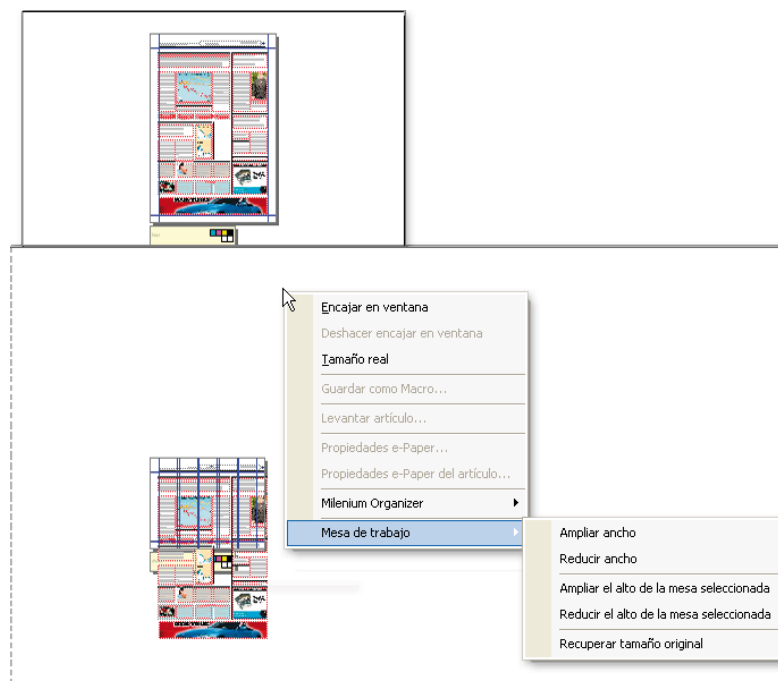 Encajar en ventana
Deshacer encajar en ventana
Tamaño real
Guardar como Macro...
Levantar artículo...
Propiedades e-Paper...
Propiedades e-Paper del artículo...
Milenium Organizer
Mesa de trabajo
Ampliar ancho
Reducir ancho
Ampliar el alto de la mesa seleccionada
Reducir el alto de la mesa seleccionada
Recuperar tamaño original